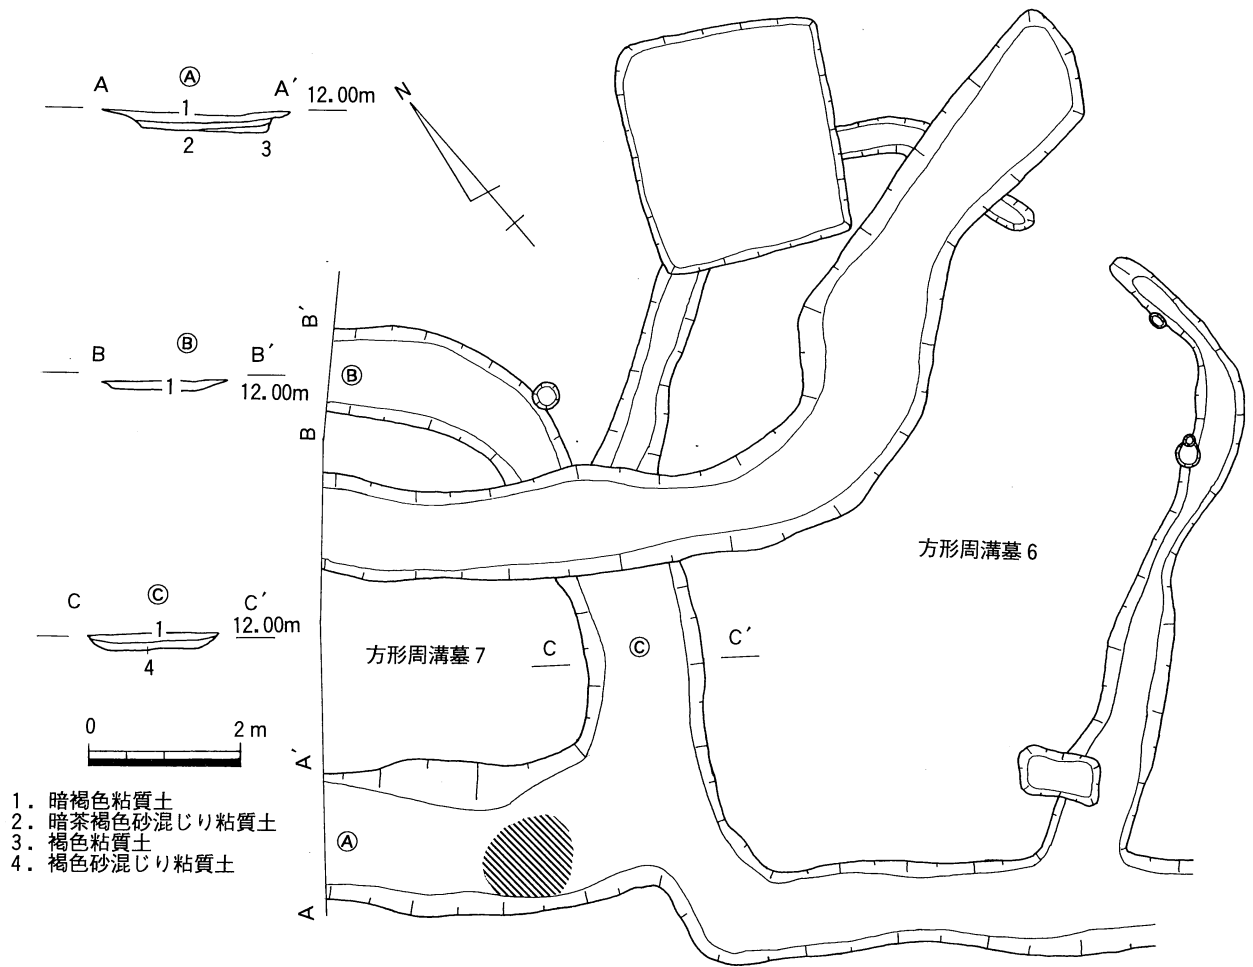 A Ⓐ A′ 12.00m
1
2 3
N
B Ⓑ B′
1 12.00m
B′
Ⓑ
B
方形周溝墓6
C Ⓒ C′
1 12.00m
4
方形周溝墓7
C Ⓒ C′
0 2m
A′
1. 暗褐色粘質土
2. 暗茶褐色砂混じり粘質土
3. 褐色粘質土
4. 褐色砂混じり粘質土
Ⓐ
A